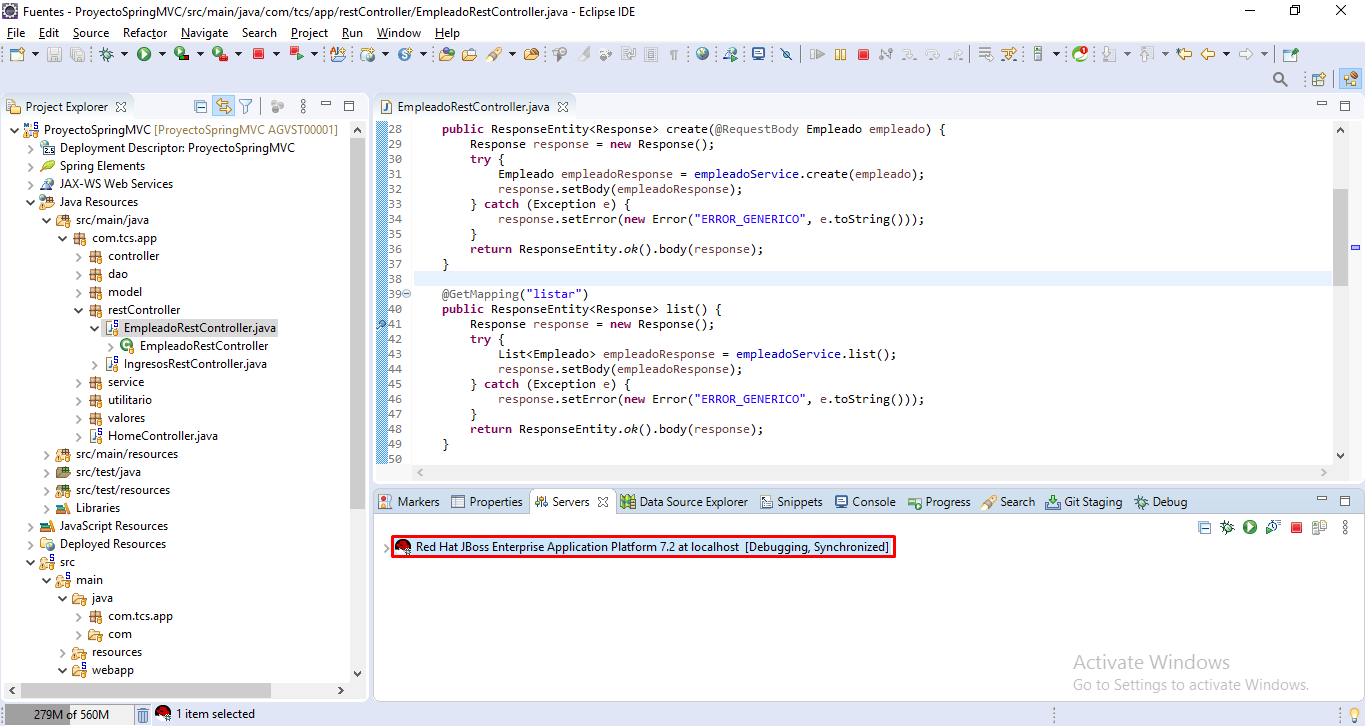 Fuentes - ProyectoSpringMVC/src/main/java/com/tcs/app/restController/EmpleadoRestController.java - Eclipse IDE
File Edit Source Refactor Navigate Search Project Run Window Help
Project Explorer
ProyectoSpringMVC [ProyectoSpringMVC AGVST00001]
Deployment Descriptor: ProyectoSpringMVC
Spring Elements
JAX-WS Web Services
Java Resources
src/main/java
com.tcs.app
controller
dao
model
restController
EmpleadoRestController.java
EmpleadoRestController
IngresosRestController.java
service
utilitario
valores
HomeController.java
src/main/resources
src/test/java
src/test/resources
Libraries
JavaScript Resources
Deployed Resources
src
main
java
com.tcs.app
com
resources
webapp
EmpleadoRestController.java
28 public ResponseEntity<Response> create(@RequestBody Empleado empleado) {
29 Response response = new Response();
30 try {
31 Empleado empleadoResponse = empleadoService.create(empleado);
32 response.setBody(empleadoResponse);
33 } catch (Exception e) {
34 response.setError(new Error("ERROR_GENERICO", e.toString()));
35 }
36 return ResponseEntity.ok().body(response);
37 }
38
39 @GetMapping("listar")
40 public ResponseEntity<Response> list() {
41 Response response = new Response();
42 try {
43 List<Empleado> empleadoResponse = empleadoService.list();
44 response.setBody(empleadoResponse);
45 } catch (Exception e) {
46 response.setError(new Error("ERROR_GENERICO", e.toString()));
47 }
48 return ResponseEntity.ok().body(response);
49 }
50
Markers Properties Servers Data Source Explorer Snippets Console Progress Search Git Staging Debug
Red Hat JBoss Enterprise Application Platform 7.2 at localhost [Debugging, Synchronized]
Activate Windows
Go to Settings to activate Windows.
279M of 560M 1 item selected